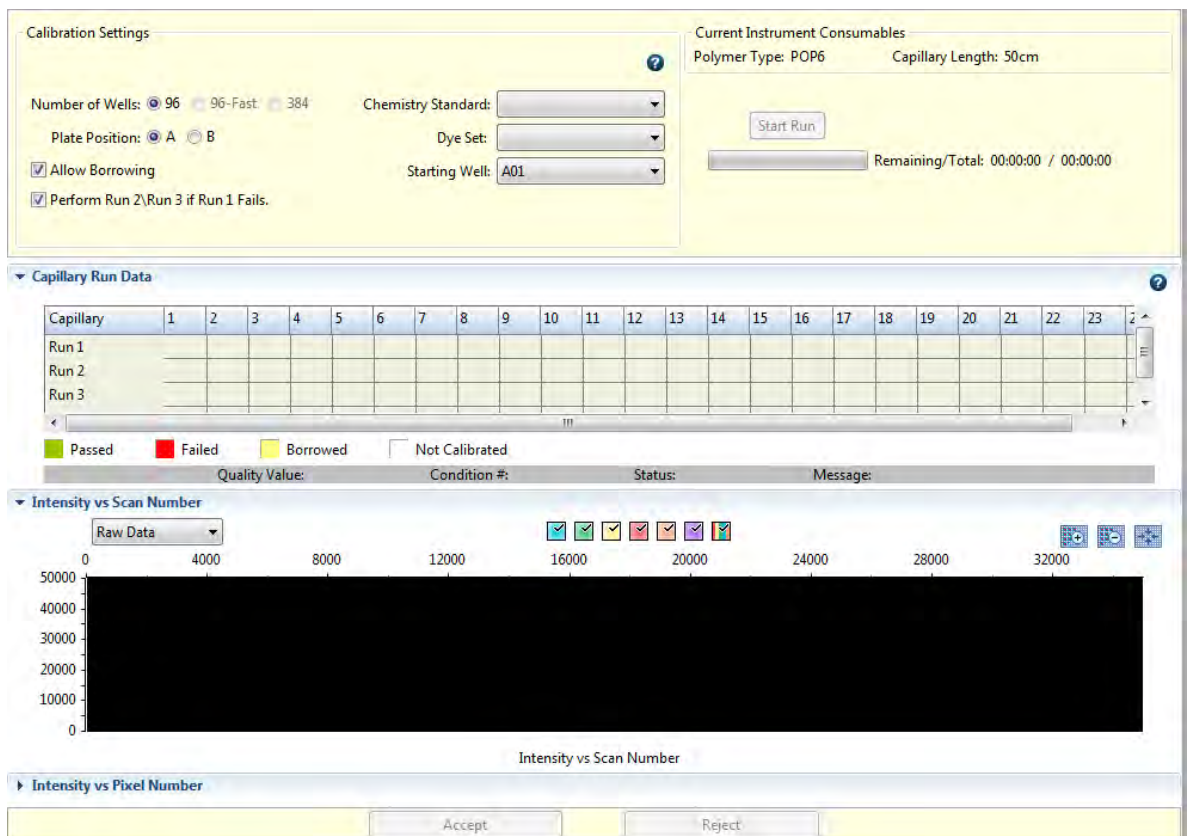 Calibration Settings
Number of Wells: 96 96-Fast 384
Plate Position: A B
Allow Borrowing
Perform Run 2\Run 3 if Run 1 Fails.
Chemistry Standard:
Dye Set:
Starting Well: A01
Current Instrument Consumables
Polymer Type: POP6 Capillary Length: 50cm
Start Run
Remaining/Total: 00:00:00 / 00:00:00
Capillary Run Data
Capillary 1 2 3 4 5 6 7 8 9 10 11 12 13 14 15 16 17 18 19 20 21 22 23
Run 1
Run 2
Run 3
Passed Failed Borrowed Not Calibrated
Quality Value: Condition #: Status: Message:
Intensity vs Scan Number
Raw Data
0 4000 8000 12000 16000 20000 24000 28000 32000
50000
40000
30000
20000
10000
0
Intensity vs Scan Number
Intensity vs Pixel Number
Accept Reject